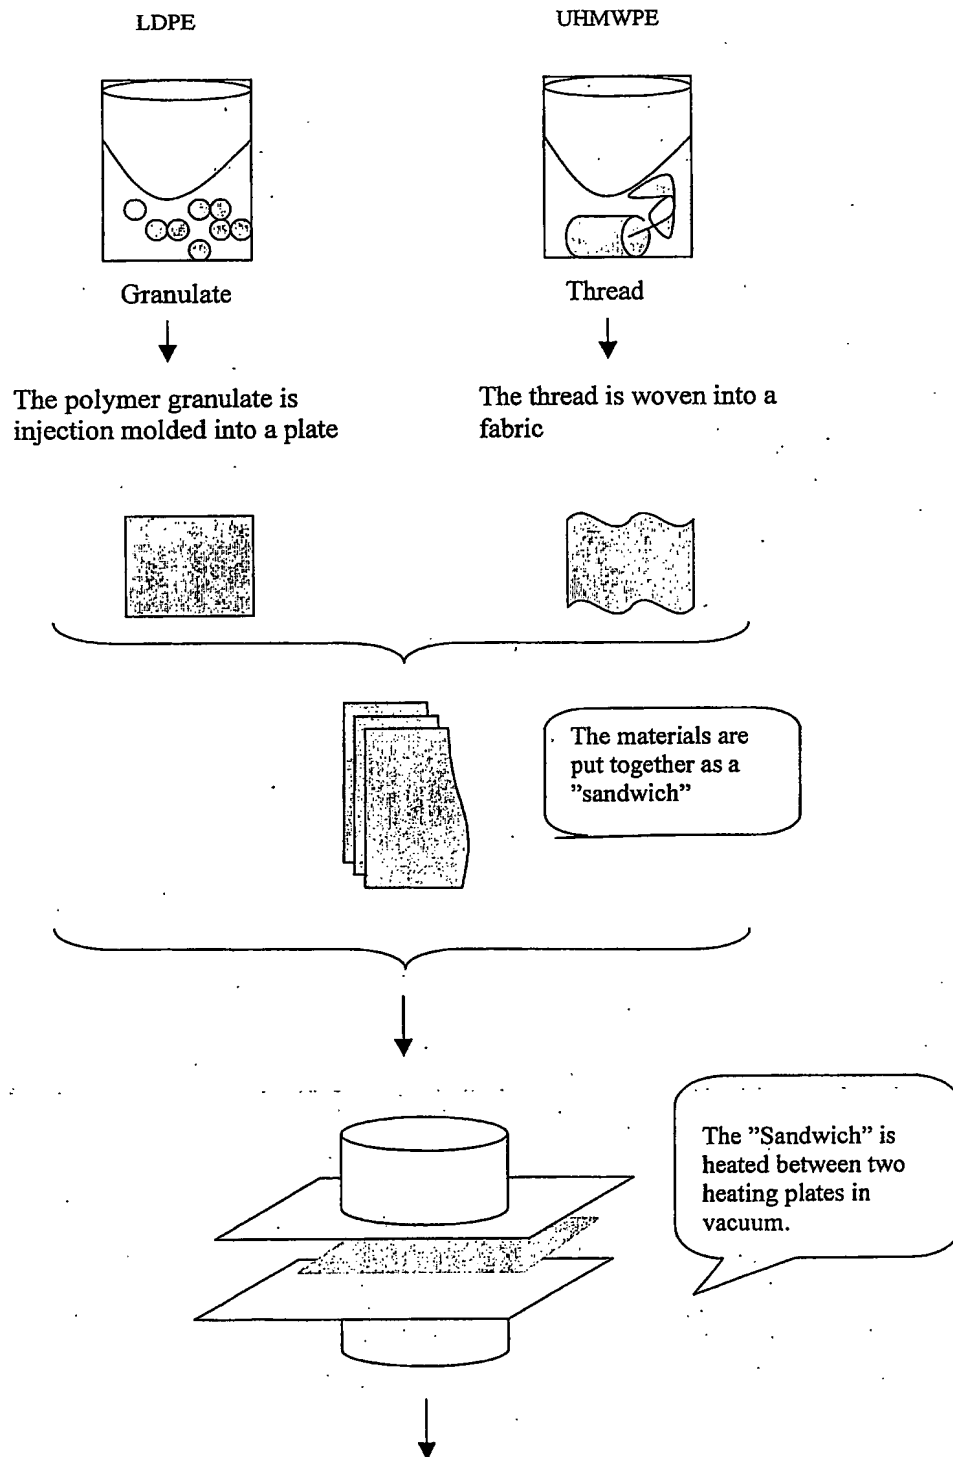 LDPE
UHMWPE
Granulate
Thread
The polymer granulate is
injection molded into a plate
The thread is woven into a
fabric
The materials are
put together as a
”sandwich”
The ”Sandwich” is
heated between two
heating plates in
vacuum.